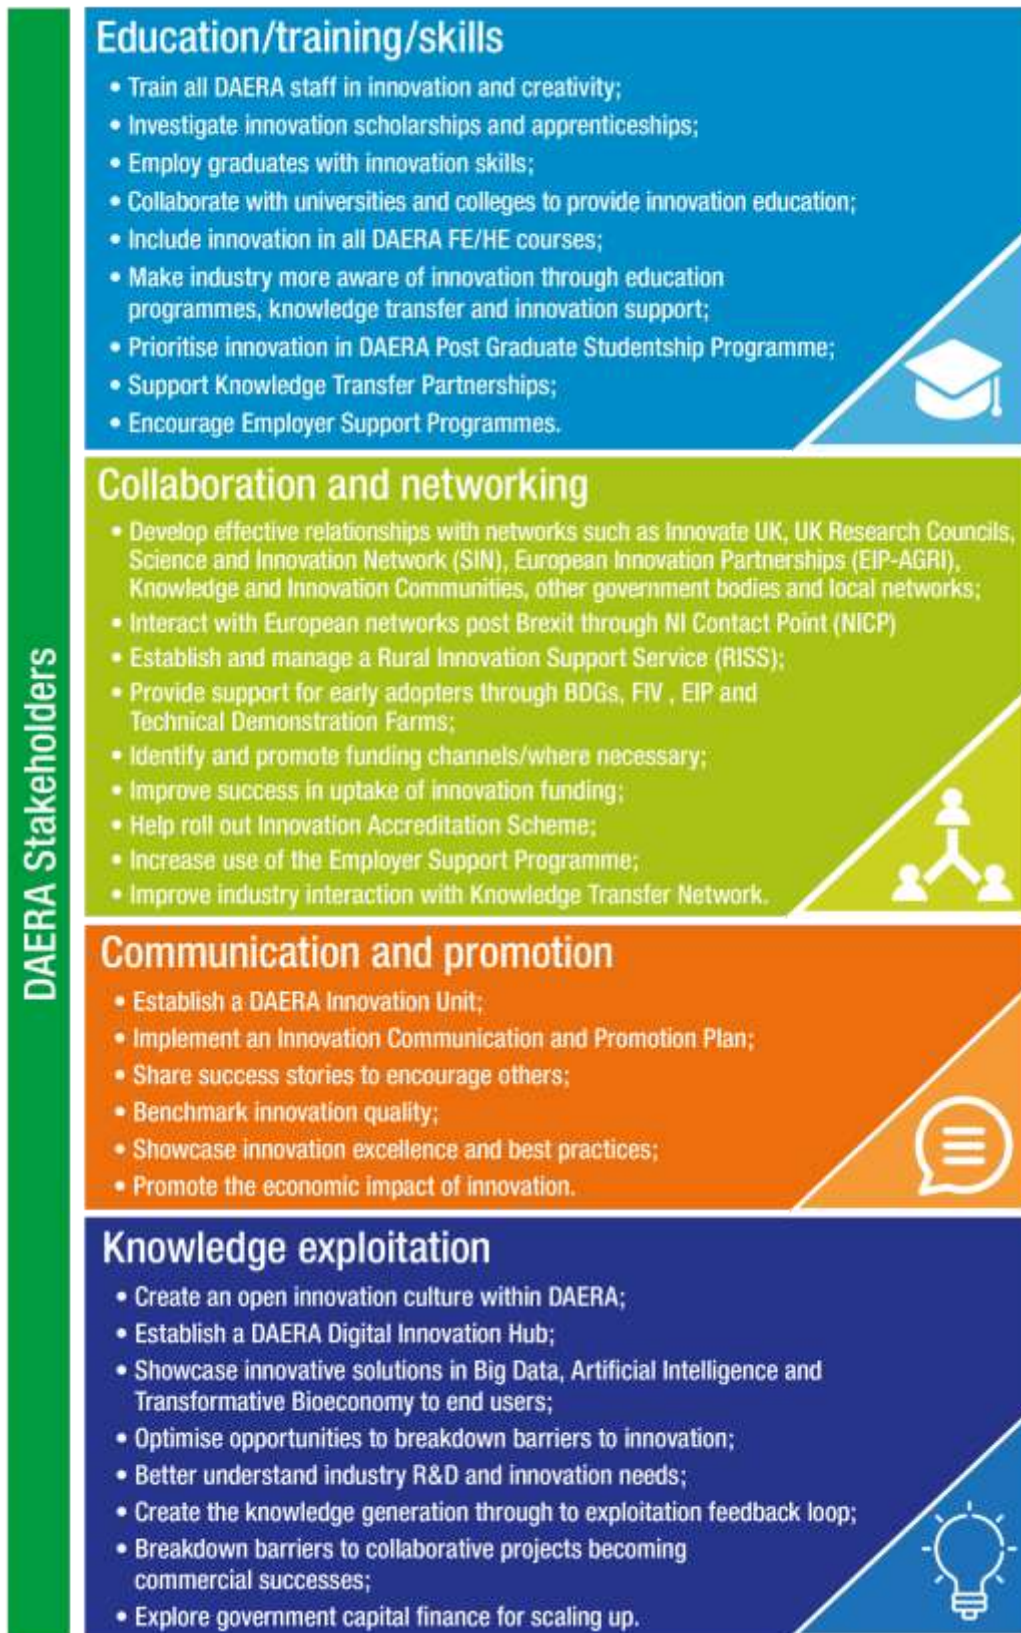 DAERA Stakeholders
Education/training/skills
• Train all DAERA staff in innovation and creativity;
• Investigate innovation scholarships and apprenticeships;
• Employ graduates with innovation skills;
• Collaborate with universities and colleges to provide innovation education;
• Include innovation in all DAERA FE/HE courses;
• Make industry more aware of innovation through education
programmes, knowledge transfer and innovation support;
• Prioritise innovation in DAERA Post Graduate Studentship Programme;
• Support Knowledge Transfer Partnerships;
• Encourage Employer Support Programmes.
Collaboration and networking
• Develop effective relationships with networks such as Innovate UK, UK Research Councils,
Science and Innovation Network (SIN), European Innovation Partnerships (EIP-AGRI),
Knowledge and Innovation Communities, other government bodies and local networks;
• Interact with European networks post Brexit through NI Contact Point (NICP)
• Establish and manage a Rural Innovation Support Service (RISS);
• Provide support for early adopters through BDGs, FIV , EIP and
Technical Demonstration Farms;
• Identify and promote funding channels/where necessary;
• Improve success in uptake of innovation funding;
• Help roll out Innovation Accreditation Scheme;
• Increase use of the Employer Support Programme;
• Improve industry interaction with Knowledge Transfer Network.
Communication and promotion
• Establish a DAERA Innovation Unit;
• Implement an Innovation Communication and Promotion Plan;
• Share success stories to encourage others;
• Benchmark innovation quality;
• Showcase innovation excellence and best practices;
• Promote the economic impact of innovation.
Knowledge exploitation
• Create an open innovation culture within DAERA;
• Establish a DAERA Digital Innovation Hub;
• Showcase innovative solutions in Big Data, Artificial Intelligence and
Transformative Bioeconomy to end users;
• Optimise opportunities to breakdown barriers to innovation;
• Better understand industry R&D and innovation needs;
• Create the knowledge generation through to exploitation feedback loop;
• Breakdown barriers to collaborative projects becoming
commercial successes;
• Explore government capital finance for scaling up.